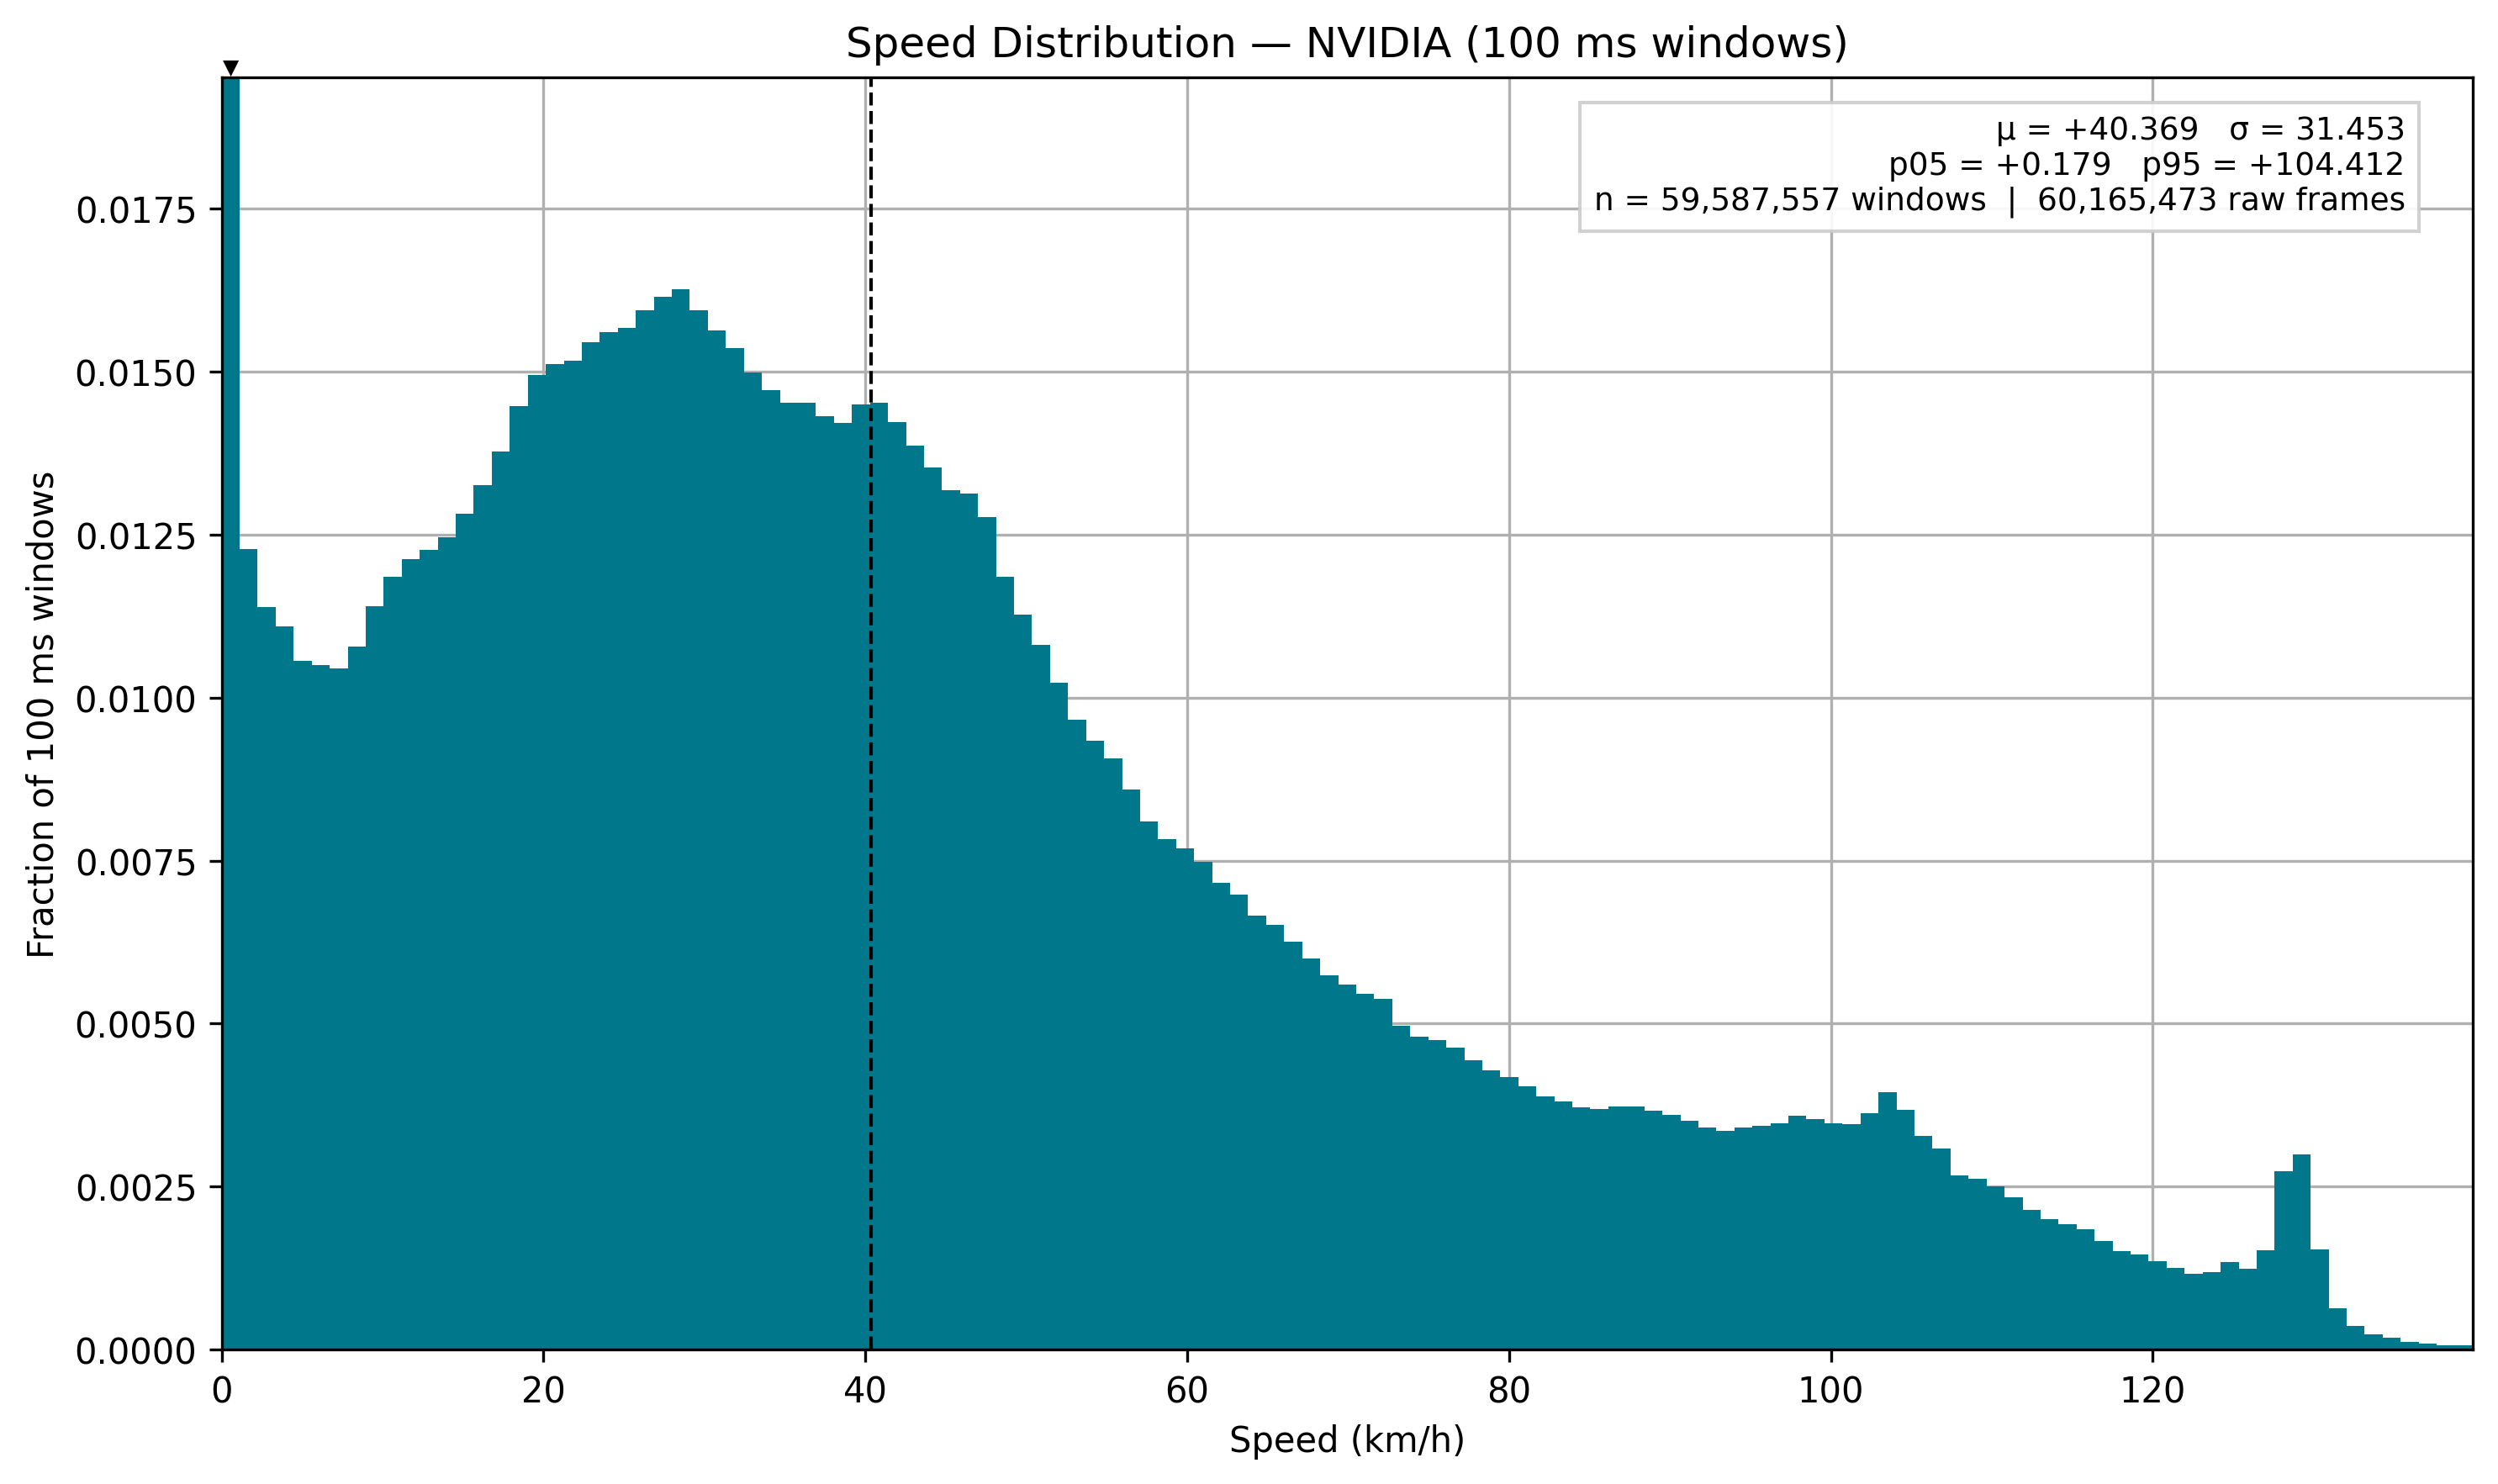 Speed Distribution — NVIDIA (100 ms windows)
μ = +40.369   σ = 31.453
p05 = +0.179   p95 = +104.412
n = 59,587,557 windows  |  60,165,473 raw frames
Fraction of 100 ms windows
0.0175
0.0150
0.0125
0.0100
0.0075
0.0050
0.0025
0.0000
0 20 40 60 80 100 120
Speed (km/h)